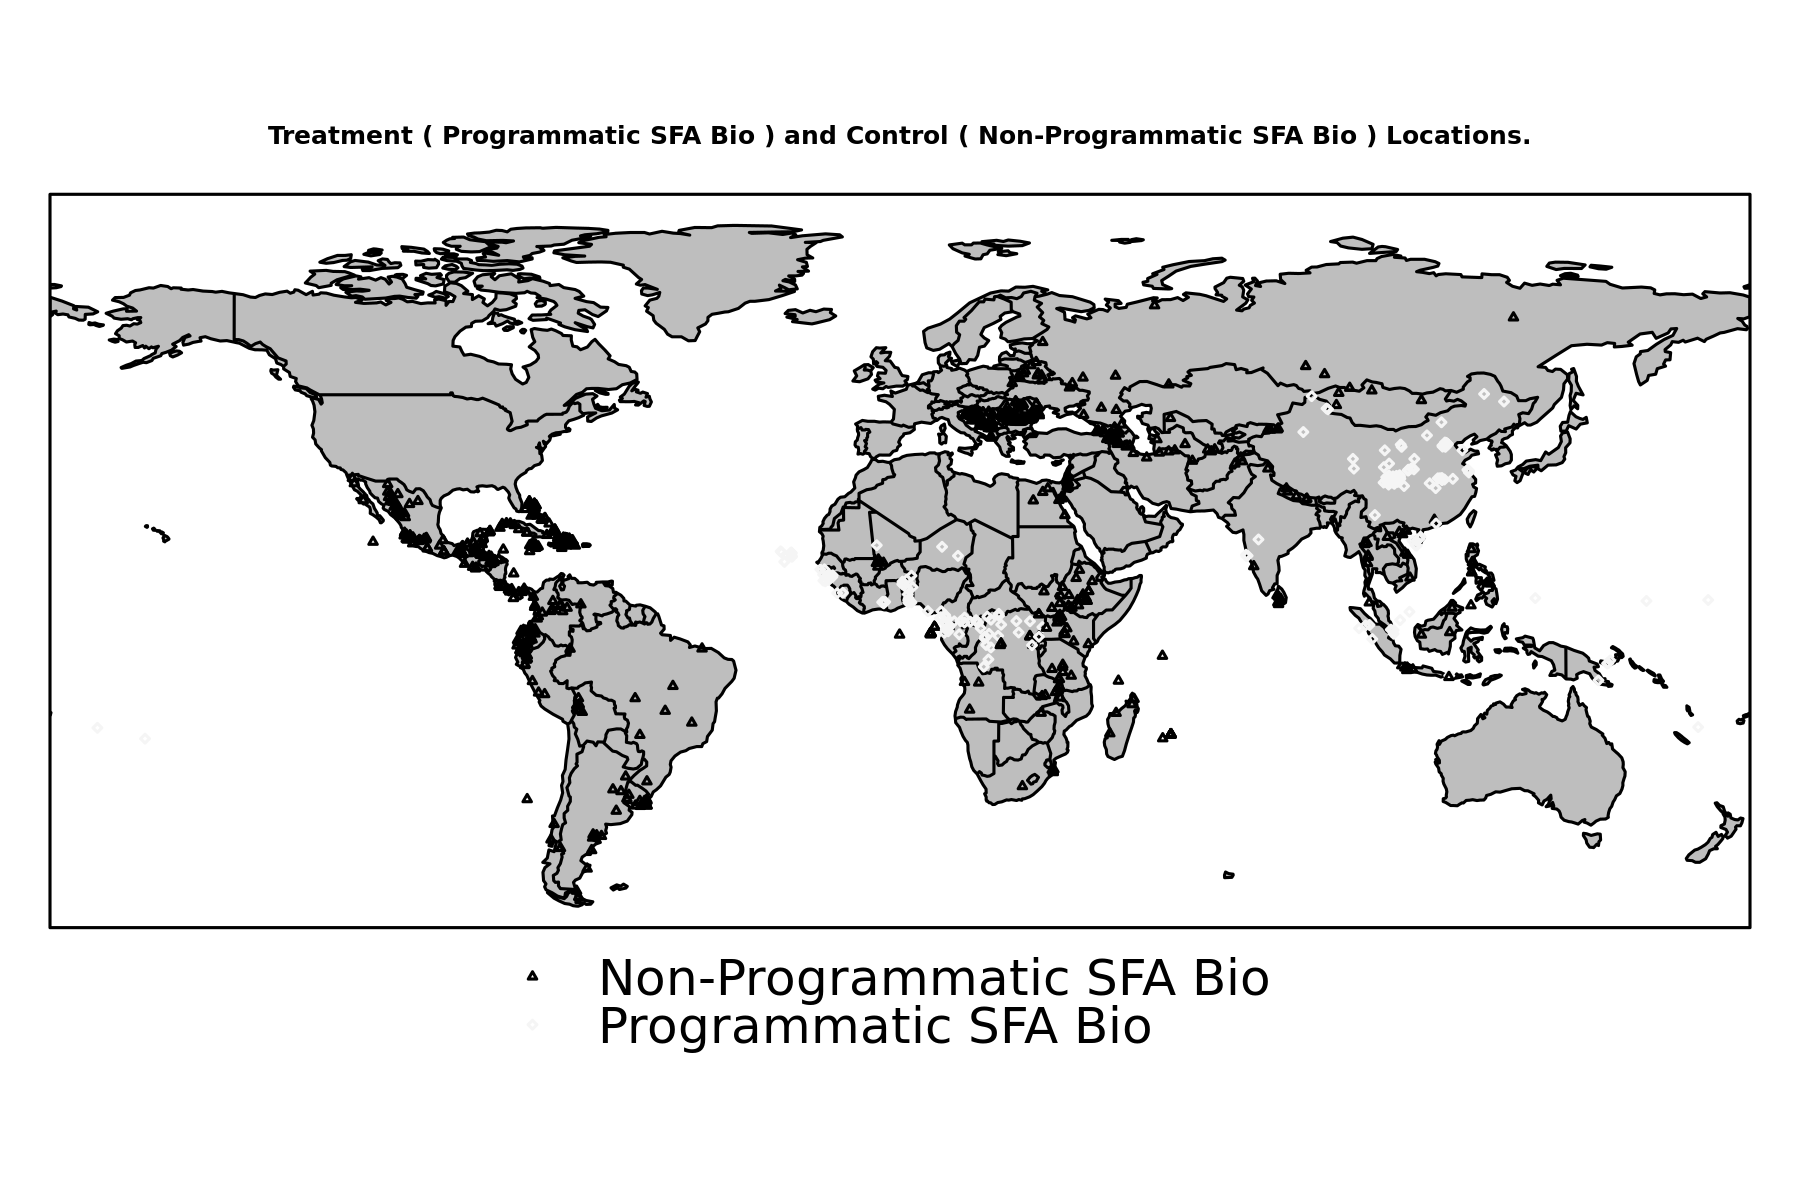 Treatment ( Programmatic SFA Bio ) and Control ( Non-Programmatic SFA Bio ) Locations.
Non-Programmatic SFA Bio
Programmatic SFA Bio